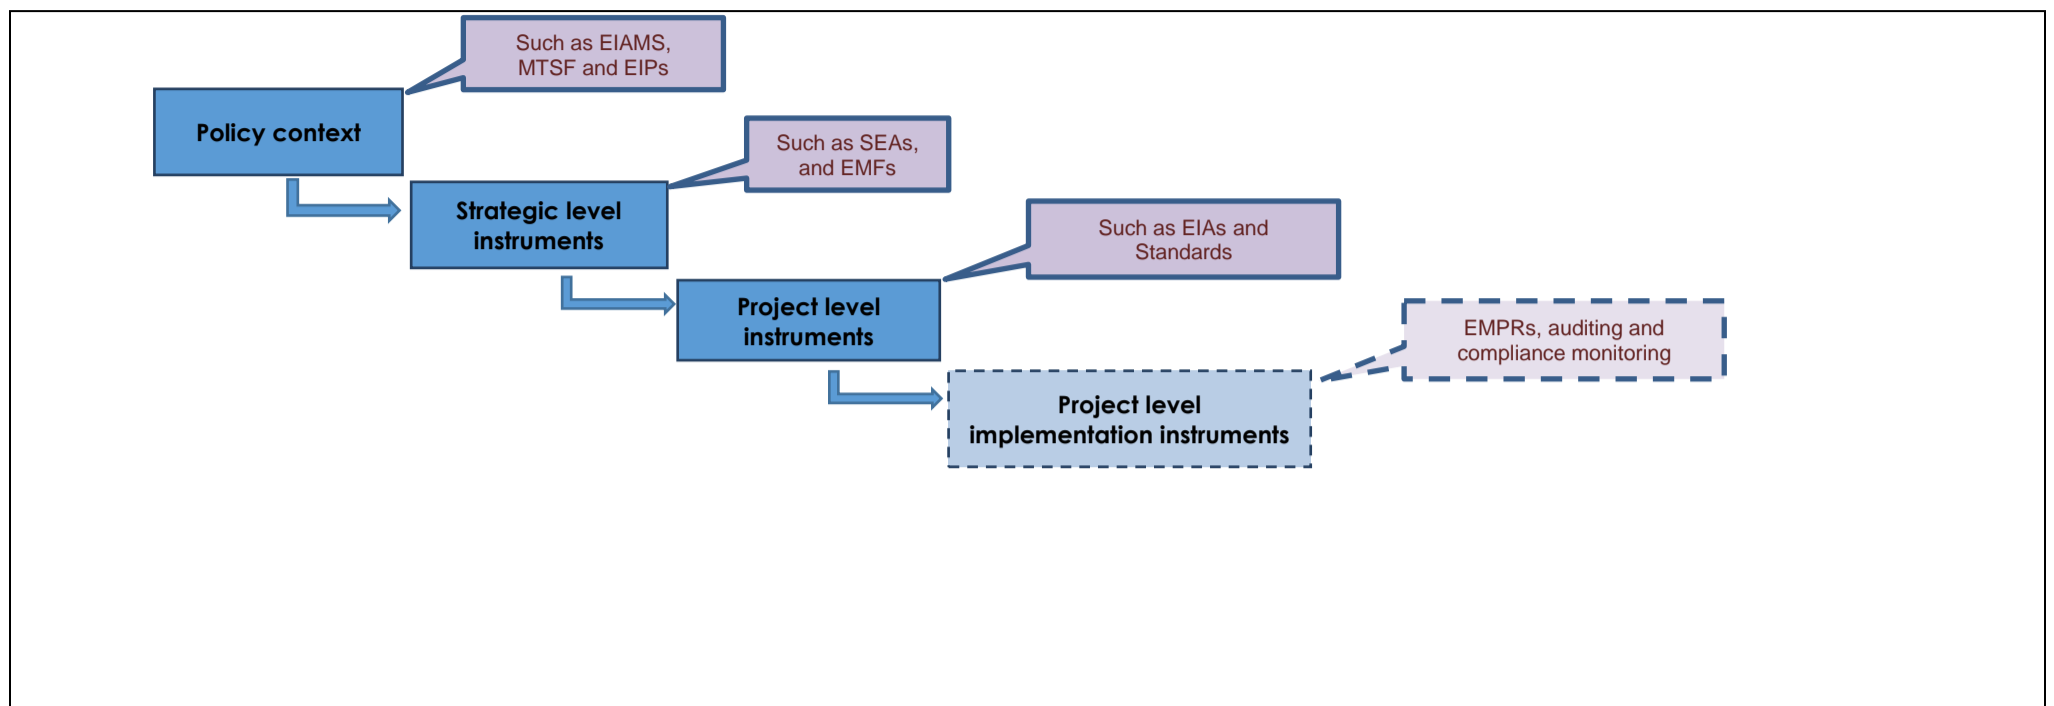 Such as EIAMS,
MTSF and EIPs
Policy context
Such as SEAs,
and EMFs
Strategic level
instruments
Such as EIAs and
Standards
Project level
instruments
EMPRs, auditing and
compliance monitoring
Project level
implementation instruments